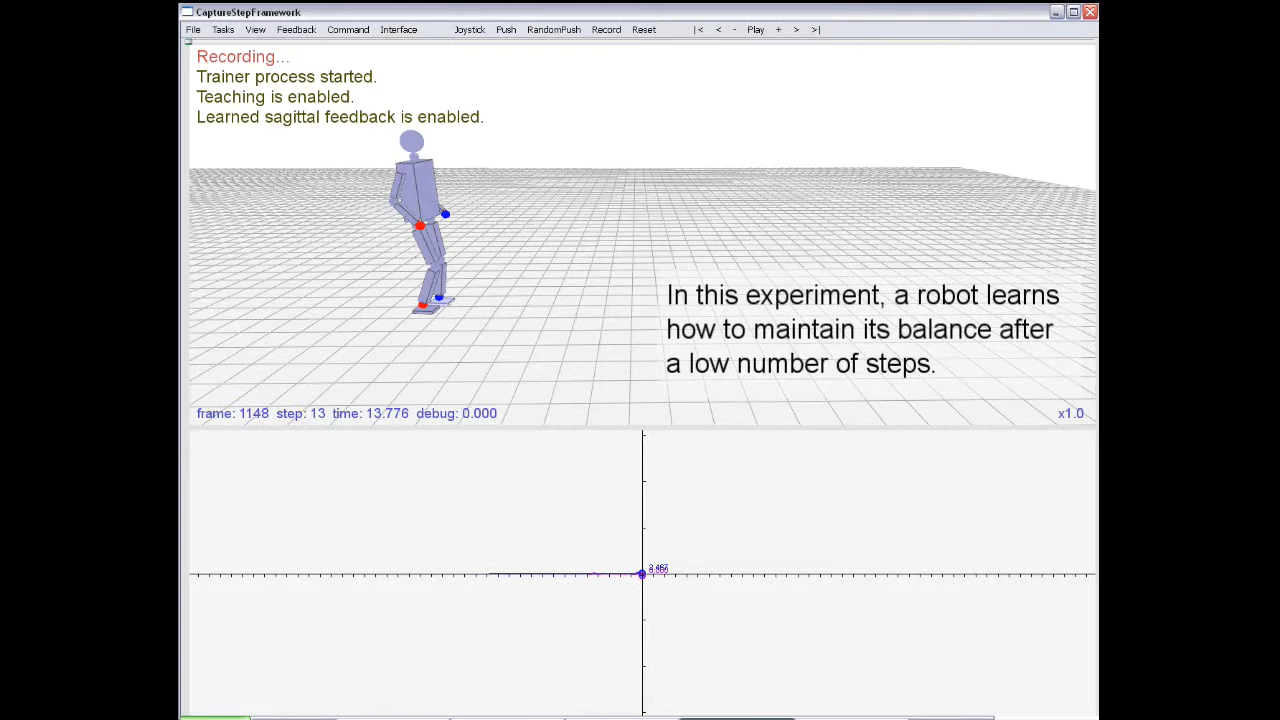 CaptureStepFramework
File Tasks View Feedback Command Interface Joystick Push RandomPush Record Reset |< < - Play + > >|
Recording...
Trainer process started.
Teaching is enabled.
Learned sagittal feedback is enabled.
In this experiment, a robot learns
how to maintain its balance after
a low number of steps.
frame: 1148 step: 13 time: 13.776 debug: 0.000
x1.0